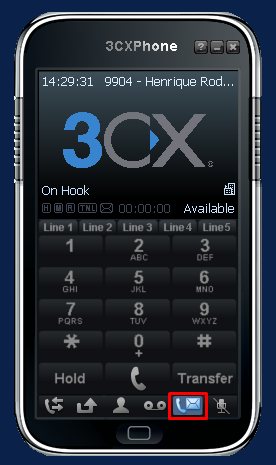 3CXPhone
14:29:31 9904 - Henrique Rod...
3CX
On Hook
H M R TNL 00:00:00 Available
Line 1 Line 2 Line 3 Line 4 Line5
1 2 3
ABC DEF
4 5 6
GHI JKL MNO
7 8 9
PQRS TUV WXYZ
* 0 #
+
Hold Transfer